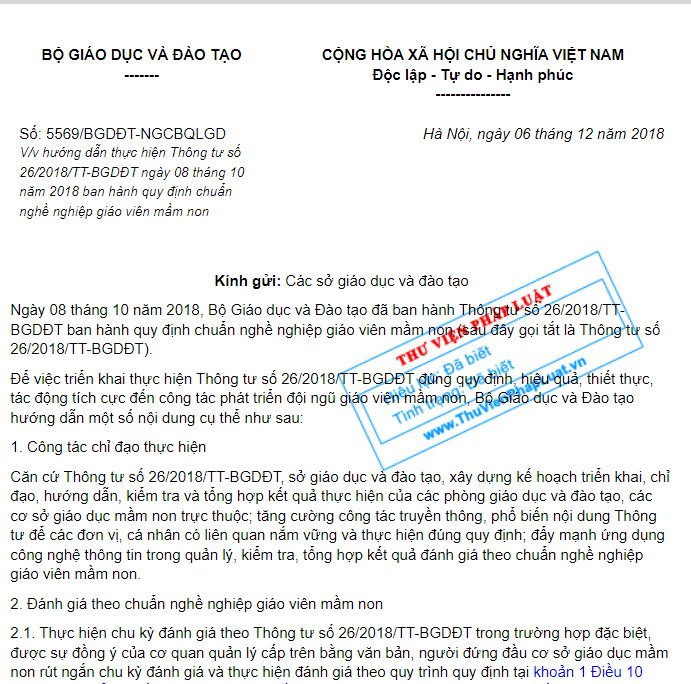 BỘ GIÁO DỤC VÀ ĐÀO TẠO
-------
CỘNG HÒA XÃ HỘI CHỦ NGHĨA VIỆT NAM
Độc lập - Tự do - Hạnh phúc
---------------
Số: 5569/BGDĐT-NGCBQLGD
V/v hướng dẫn thực hiện Thông tư số
26/2018/TT-BGDĐT ngày 08 tháng 10
năm 2018 ban hành quy định chuẩn
nghề nghiệp giáo viên mầm non
Hà Nội, ngày 06 tháng 12 năm 2018
Kính gửi: Các sở giáo dục và đào tạo
Ngày 08 tháng 10 năm 2018, Bộ Giáo dục và Đào tạo đã ban hành Thông tư số 26/2018/TT-
BGDĐT ban hành quy định chuẩn nghề nghiệp giáo viên mầm non (sau đây gọi tắt là Thông tư số
26/2018/TT-BGDĐT).
Để việc triển khai thực hiện Thông tư số 26/2018/TT-BGDĐT đúng quy định, hiệu quả, thiết thực,
tác động tích cực đến công tác phát triển đội ngũ giáo viên mầm non, Bộ Giáo dục và Đào tạo
hướng dẫn một số nội dung cụ thể như sau:
THƯ VIỆN PHÁP LUẬT
Hiệu lực: Đã biết
Tình trạng: Đã biết
www.ThuVienPhapLuat.vn
1. Công tác chỉ đạo thực hiện
Căn cứ Thông tư số 26/2018/TT-BGDĐT, sở giáo dục và đào tạo, xây dựng kế hoạch triển khai, chỉ
đạo, hướng dẫn, kiểm tra và tổng hợp kết quả thực hiện của các phòng giáo dục và đào tạo, các
cơ sở giáo dục mầm non trực thuộc; tăng cường công tác truyền thông, phổ biến nội dung Thông
tư để các đơn vị, cá nhân có liên quan nắm vững và thực hiện đúng quy định; đẩy mạnh ứng dụng
công nghệ thông tin trong quản lý, kiểm tra, tổng hợp kết quả đánh giá theo chuẩn nghề nghiệp
giáo viên mầm non.
2. Đánh giá theo chuẩn nghề nghiệp giáo viên mầm non
2.1. Thực hiện chu kỳ đánh giá theo Thông tư số 26/2018/TT-BGDĐT trong trường hợp đặc biệt,
được sự đồng ý của cơ quan quản lý cấp trên bằng văn bản, người đứng đầu cơ sở giáo dục mầm
non rút ngắn chu kỳ đánh giá và thực hiện đánh giá theo quy trình quy định tại khoản 1 Điều 10